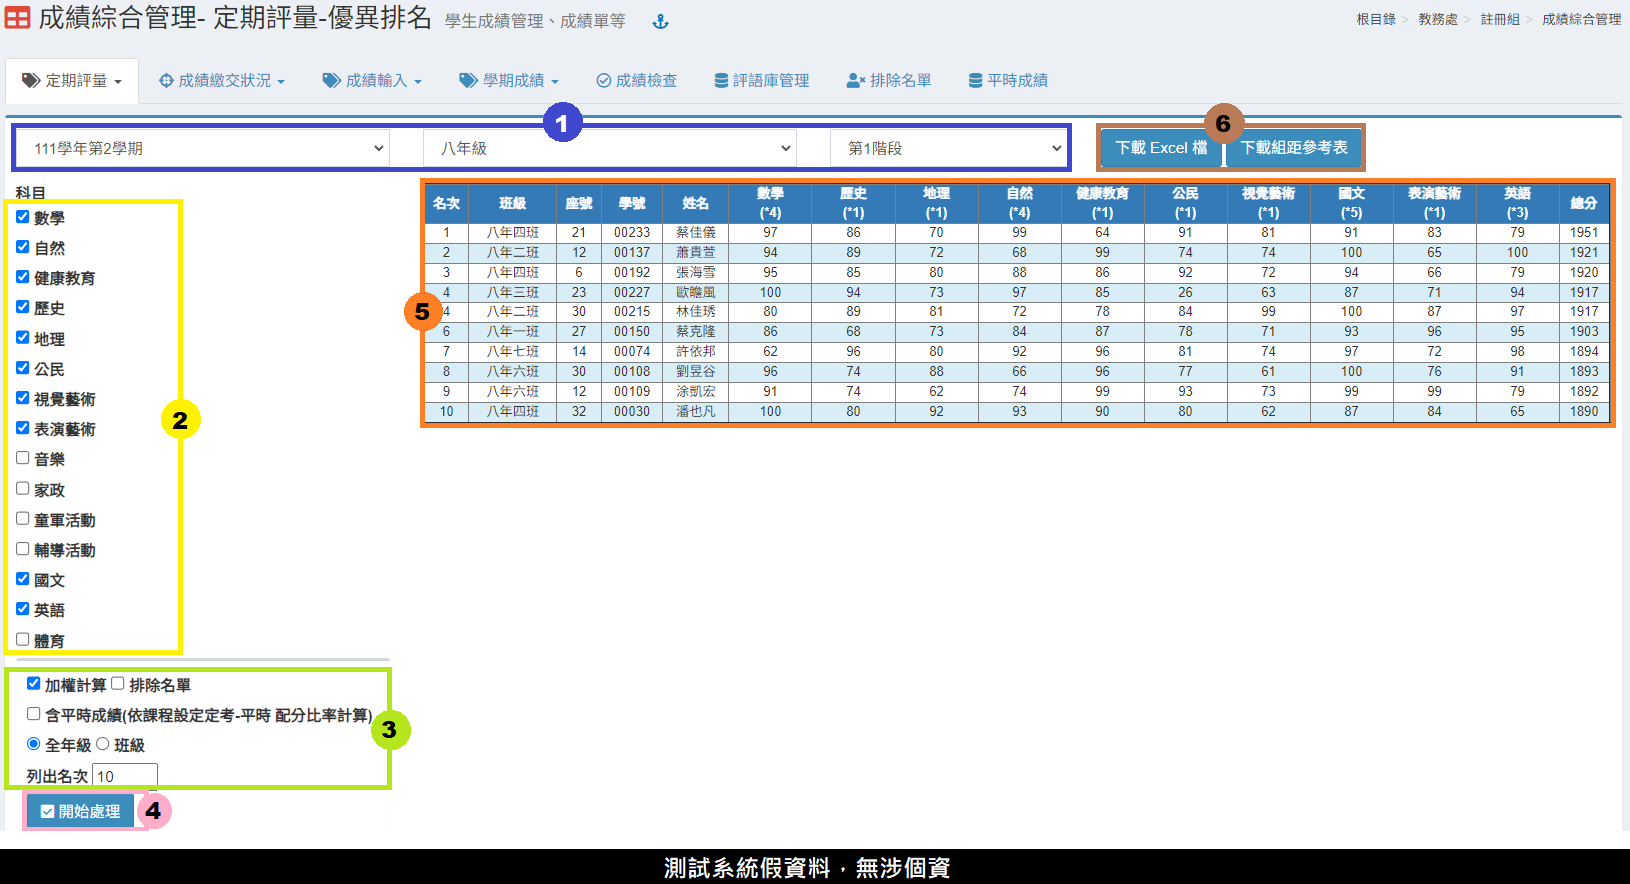 成績綜合管理- 定期評量-優異排名 學生成績管理、成績單等
根目錄 > 教務處 > 註冊組 > 成績綜合管理
定期評量 成績繳交狀況 成績輸入 學期成績 成績檢查 評語庫管理 排除名單 平時成績
1
6
111學年第2學期 八年級 第1階段 下載 Excel 檔 下載組距參考表
科目
數學
自然
健康教育
歷史
地理
公民
視覺藝術
表演藝術
音樂
家政
童軍活動
輔導活動
國文
英語
體育
2
加權計算 排除名單
含平時成績(依課程設定定考-平時 配分比率計算)
全年級 班級
列出名次 10
3
開始處理
4
5
名次 班級 座號 學號 姓名 數學 (*4) 歷史 (*1) 地理 (*1) 自然 (*4) 健康教育 (*1) 公民 (*1) 視覺藝術 (*1) 國文 (*5) 表演藝術 (*1) 英語 (*3) 總分
1 八年四班 21 00233 蔡佳儀 97 86 70 99 64 91 81 91 83 79 1951
2 八年二班 12 00137 蕭貴萱 94 89 72 68 99 74 74 100 65 100 1921
3 八年四班 6 00192 張海雪 95 85 80 88 86 92 72 94 66 79 1920
4 八年三班 23 00227 歐瞻風 100 94 73 97 85 26 63 87 71 94 1917
4 八年二班 30 00215 林佳琇 80 89 81 72 78 84 99 100 87 97 1917
6 八年一班 27 00150 蔡克隆 86 68 73 84 87 78 71 93 96 95 1903
7 八年七班 14 00074 許依邦 62 96 80 92 96 81 74 97 72 98 1894
8 八年六班 30 00108 劉昱谷 96 74 88 66 96 77 61 100 76 91 1893
9 八年六班 12 00109 涂凱宏 91 74 62 74 99 93 73 99 99 79 1892
10 八年四班 32 00030 潘也凡 100 80 92 93 90 80 62 87 84 65 1890
測試系統假資料，無涉個資